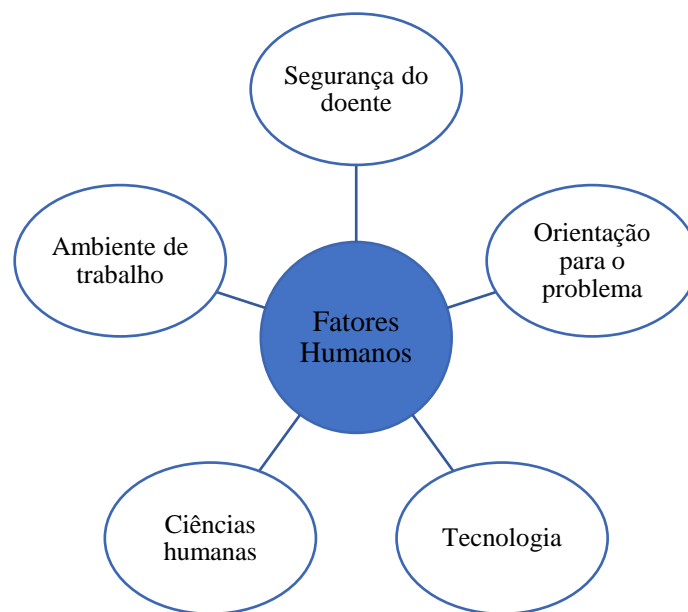 Segurança do
doente
Ambiente de
trabalho
Orientação
para o
problema
Fatores
Humanos
Ciências
humanas
Tecnologia